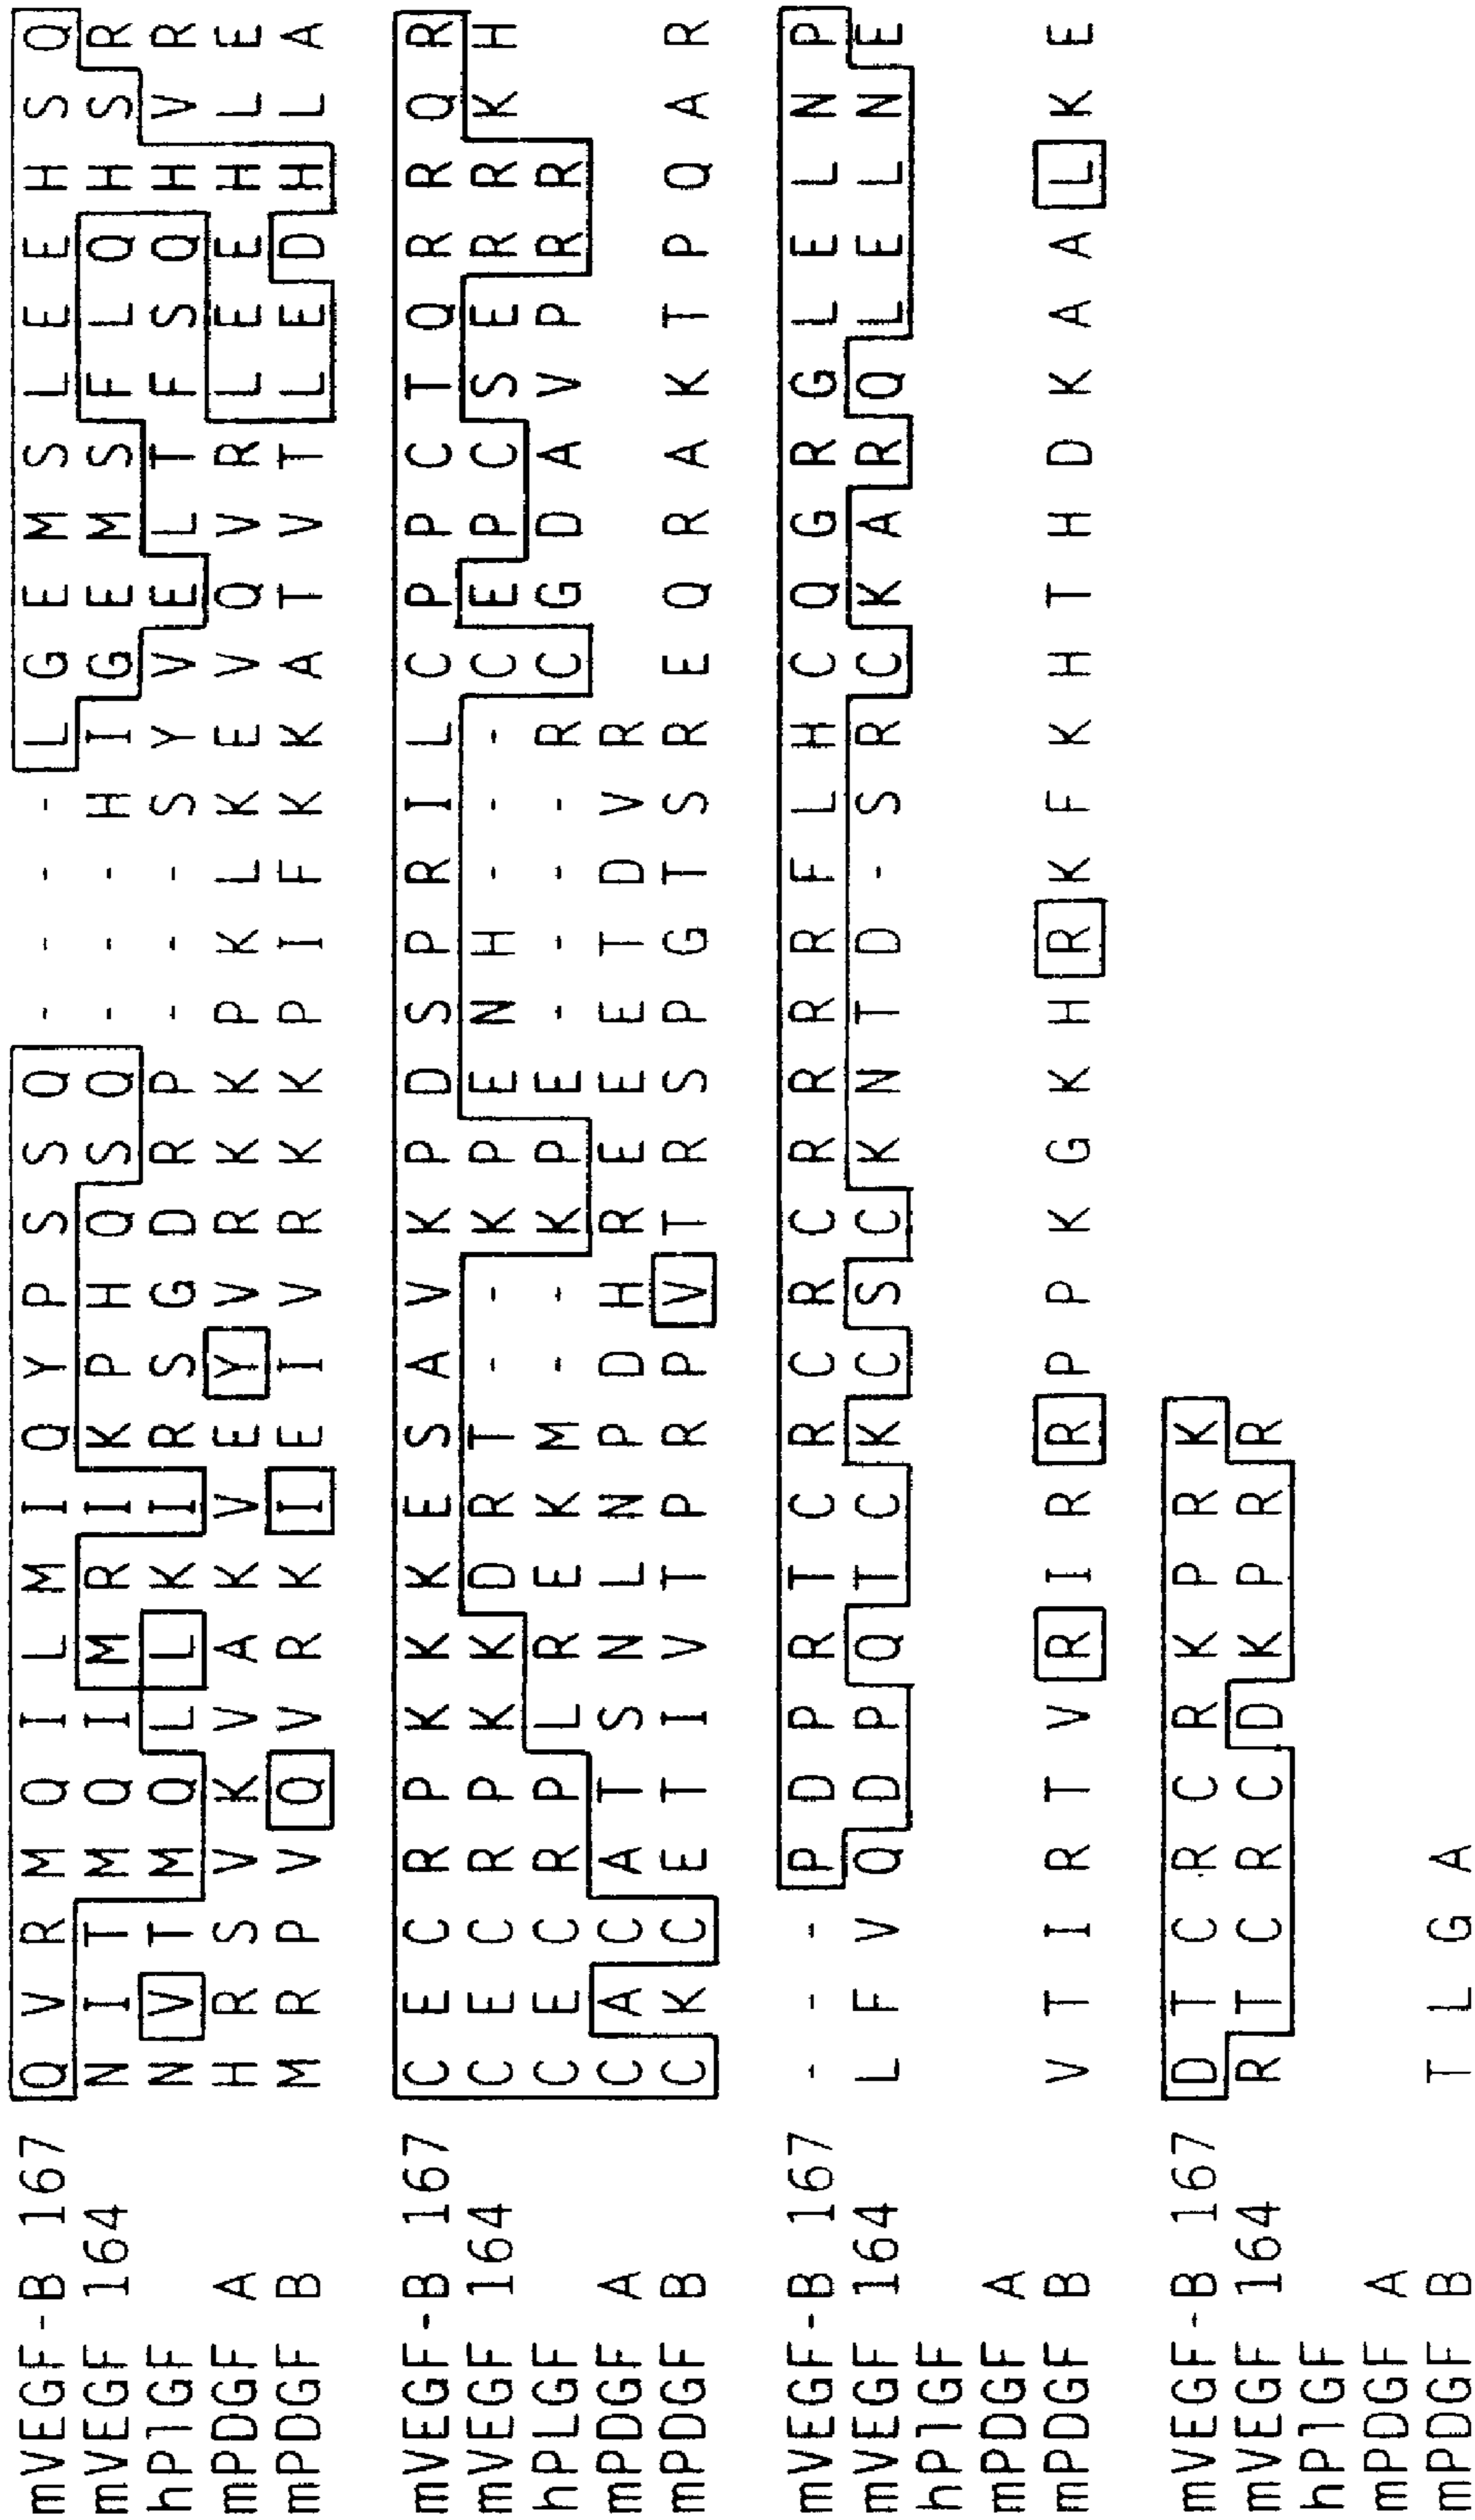 mVEGF-B 167 Q V R M Q I L M I Q Y P S S Q - - - - L G E M S L E E H S Q
mVEGF 164 N I T M Q I M R I K P H Q S Q - - - H I G E M S F L Q H S R
hPlGF N V T M Q L L K I R S G D R P - - - S Y V E L T F S Q H V R
mPDGF A H R S V K V A K V E Y V R K K P K L K E V Q V R L E E H L E
mPDGF B M R P V Q V R K I E I V R K K P I F K K A T V T L E D H L A
mVEGF-B 167 C E C R P K K K E S A V K P D S P R I L C P P C T Q R R Q R
mVEGF 164 C E C R P K K D R T - - K P E N H - - - C E P C S E R R K H
hPLGF C E C R P L R E K M - - K P E - - - - R C G D A V P R R
mPDGF A C A C A T S N L N P D H R E E E T D V R
mPDGF B C K C E T I V T P R P V T R S P G T S R E Q R A K T P Q A R
mVEGF-B 167 - - - P D P R T C R C R C R R R R F L H C Q G R G L E L N P
mVEGF 164 L F V Q D P Q T C K C S C K N T D - S R C K A R Q L E L N E
hPlGF
mPDGF A
mPDGF B V T I R T V R I R R P P K G K H R K F K H T H D K A A L K E
mVEGF-B 167 D T C R C R K P R K
mVEGF 164 R T C R C D K P R R
hPlGF
mPDGF A
mPDGF B T L G A